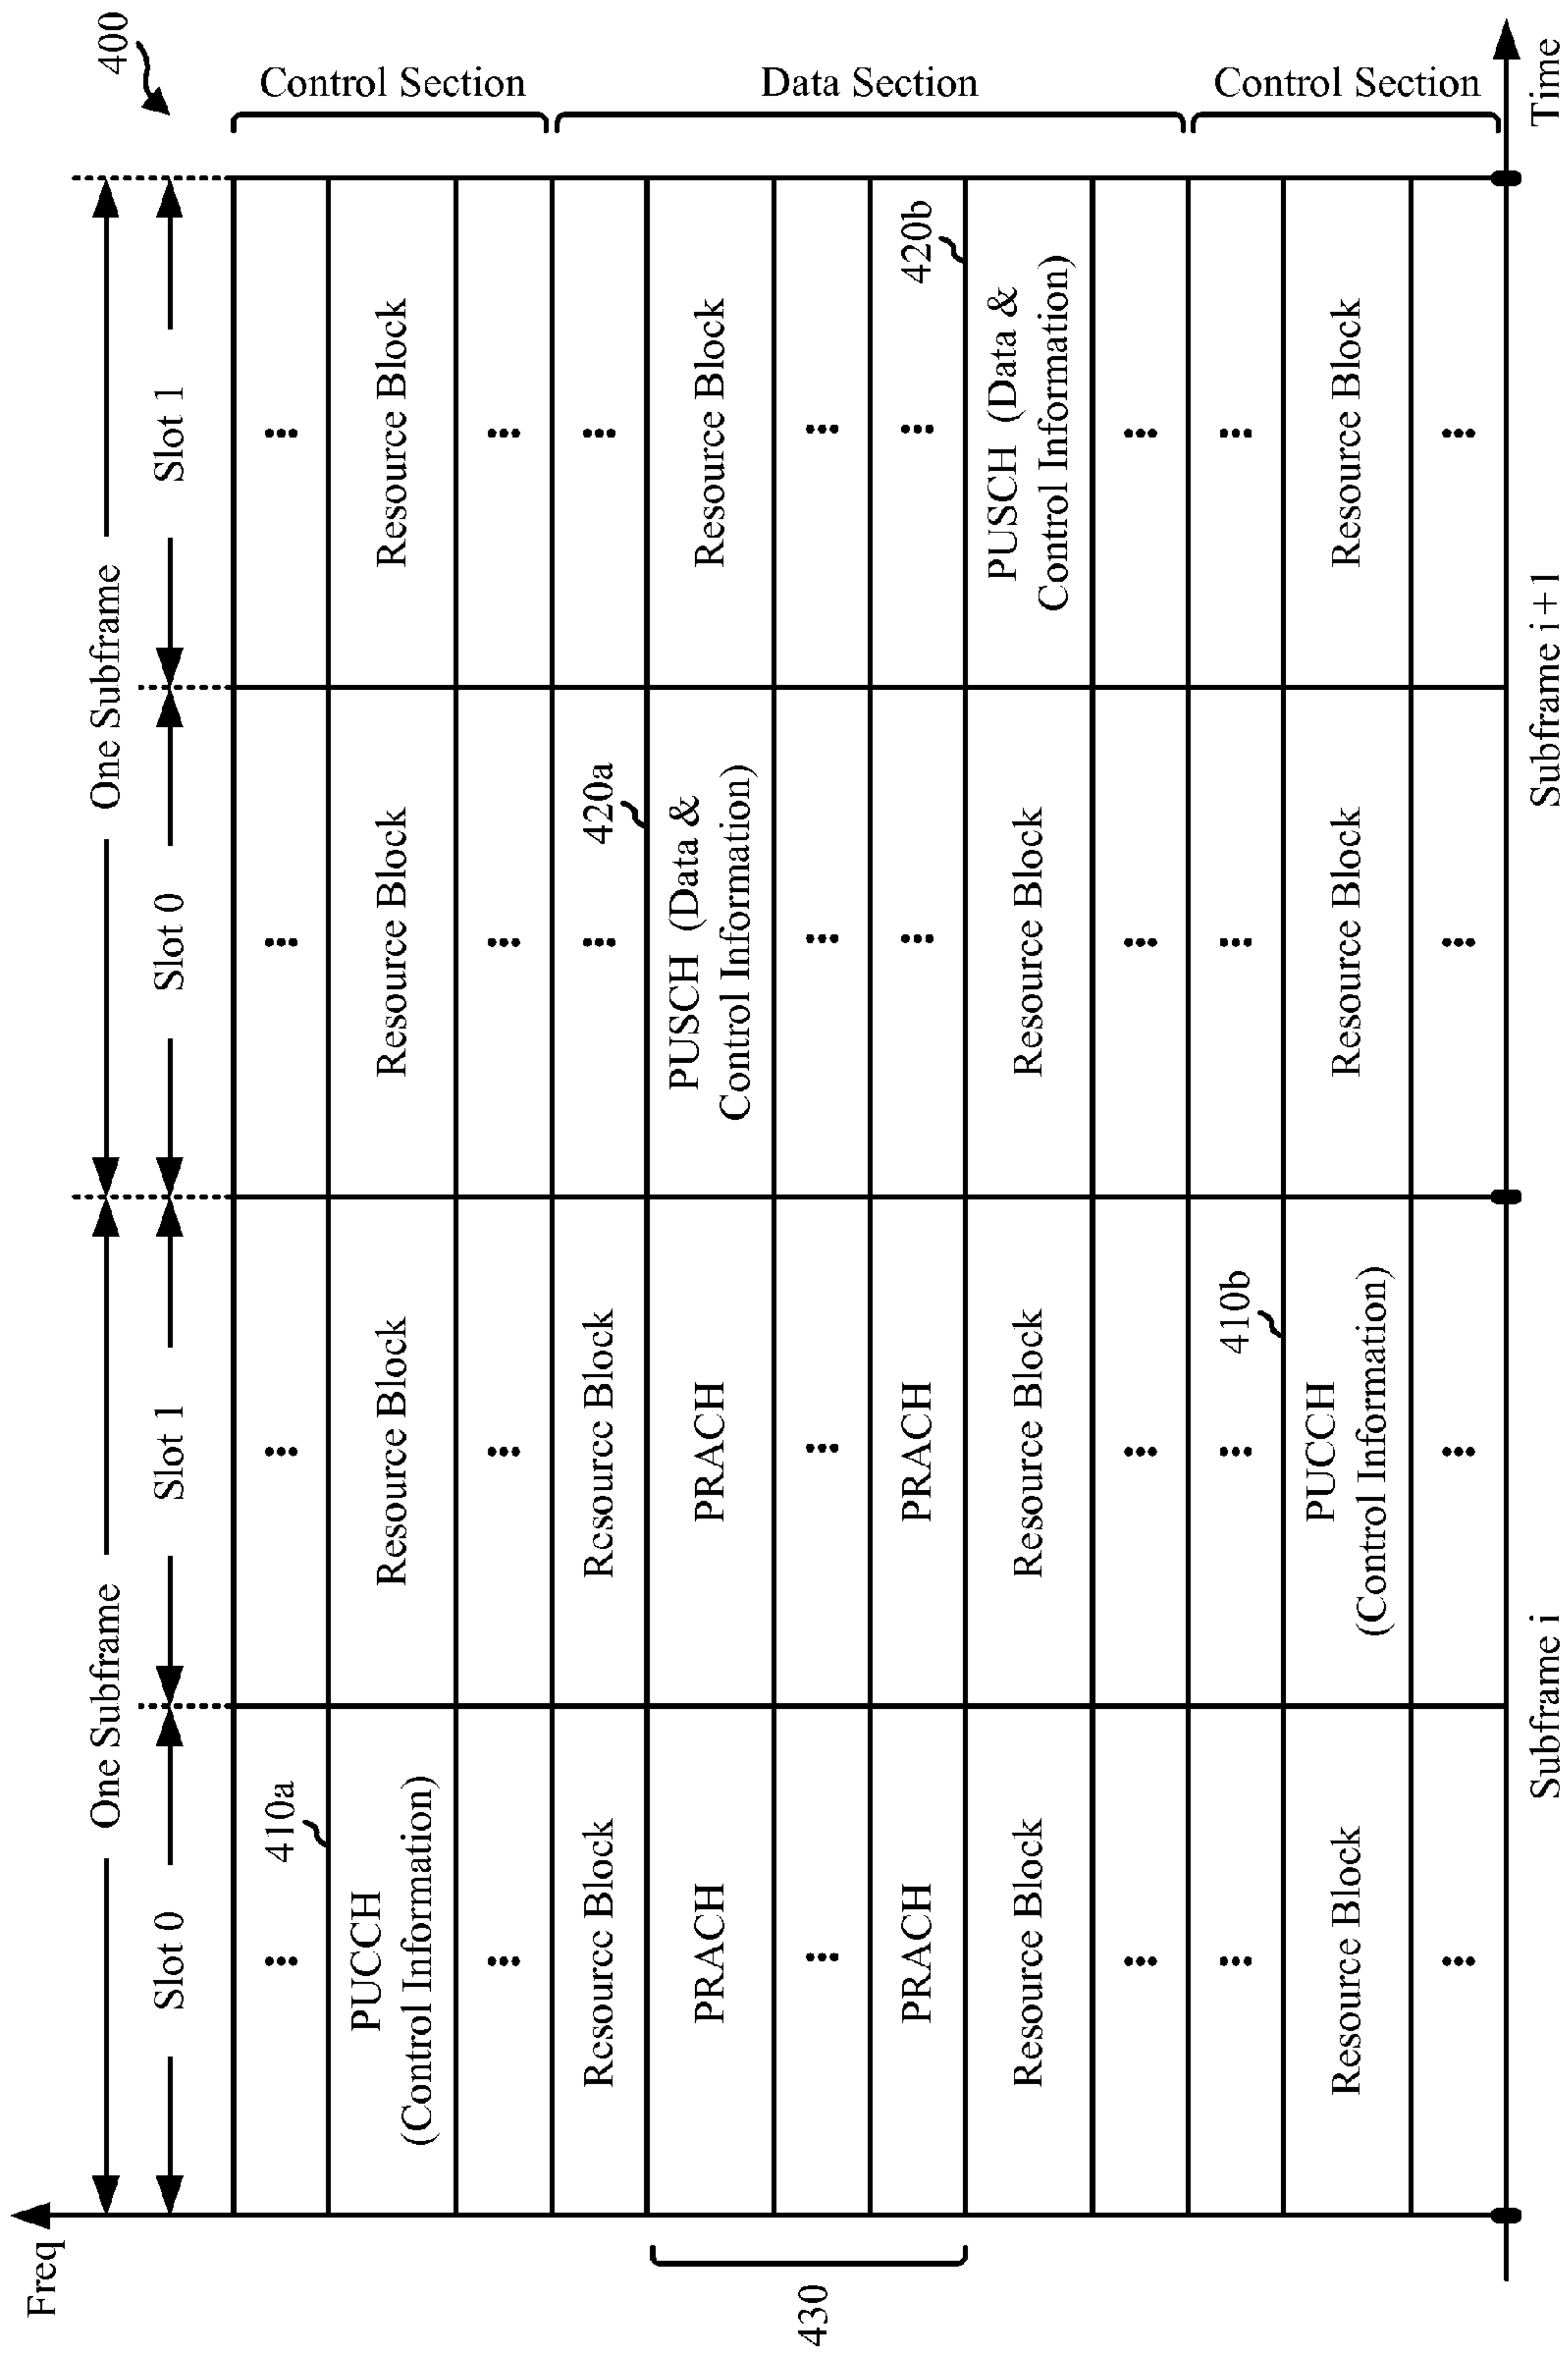 400
Freq
One Subframe
One Subframe
Slot 0
Slot 1
Slot 0
Slot 1
Control Section
410a
PUCCH
(Control Information)
Resource Block
Resource Block
Resource Block
Data Section
Resource Block
Resource Block
420a
430
PRACH
PRACH
PUSCH (Data &
Control Information)
Resource Block
PRACH
PRACH
420b
Resource Block
Resource Block
Resource Block
PUSCH (Data &
Control Information)
Control Section
410b
Resource Block
PUCCH
(Control Information)
Resource Block
Resource Block
Subframe i
Subframe i + 1
Time